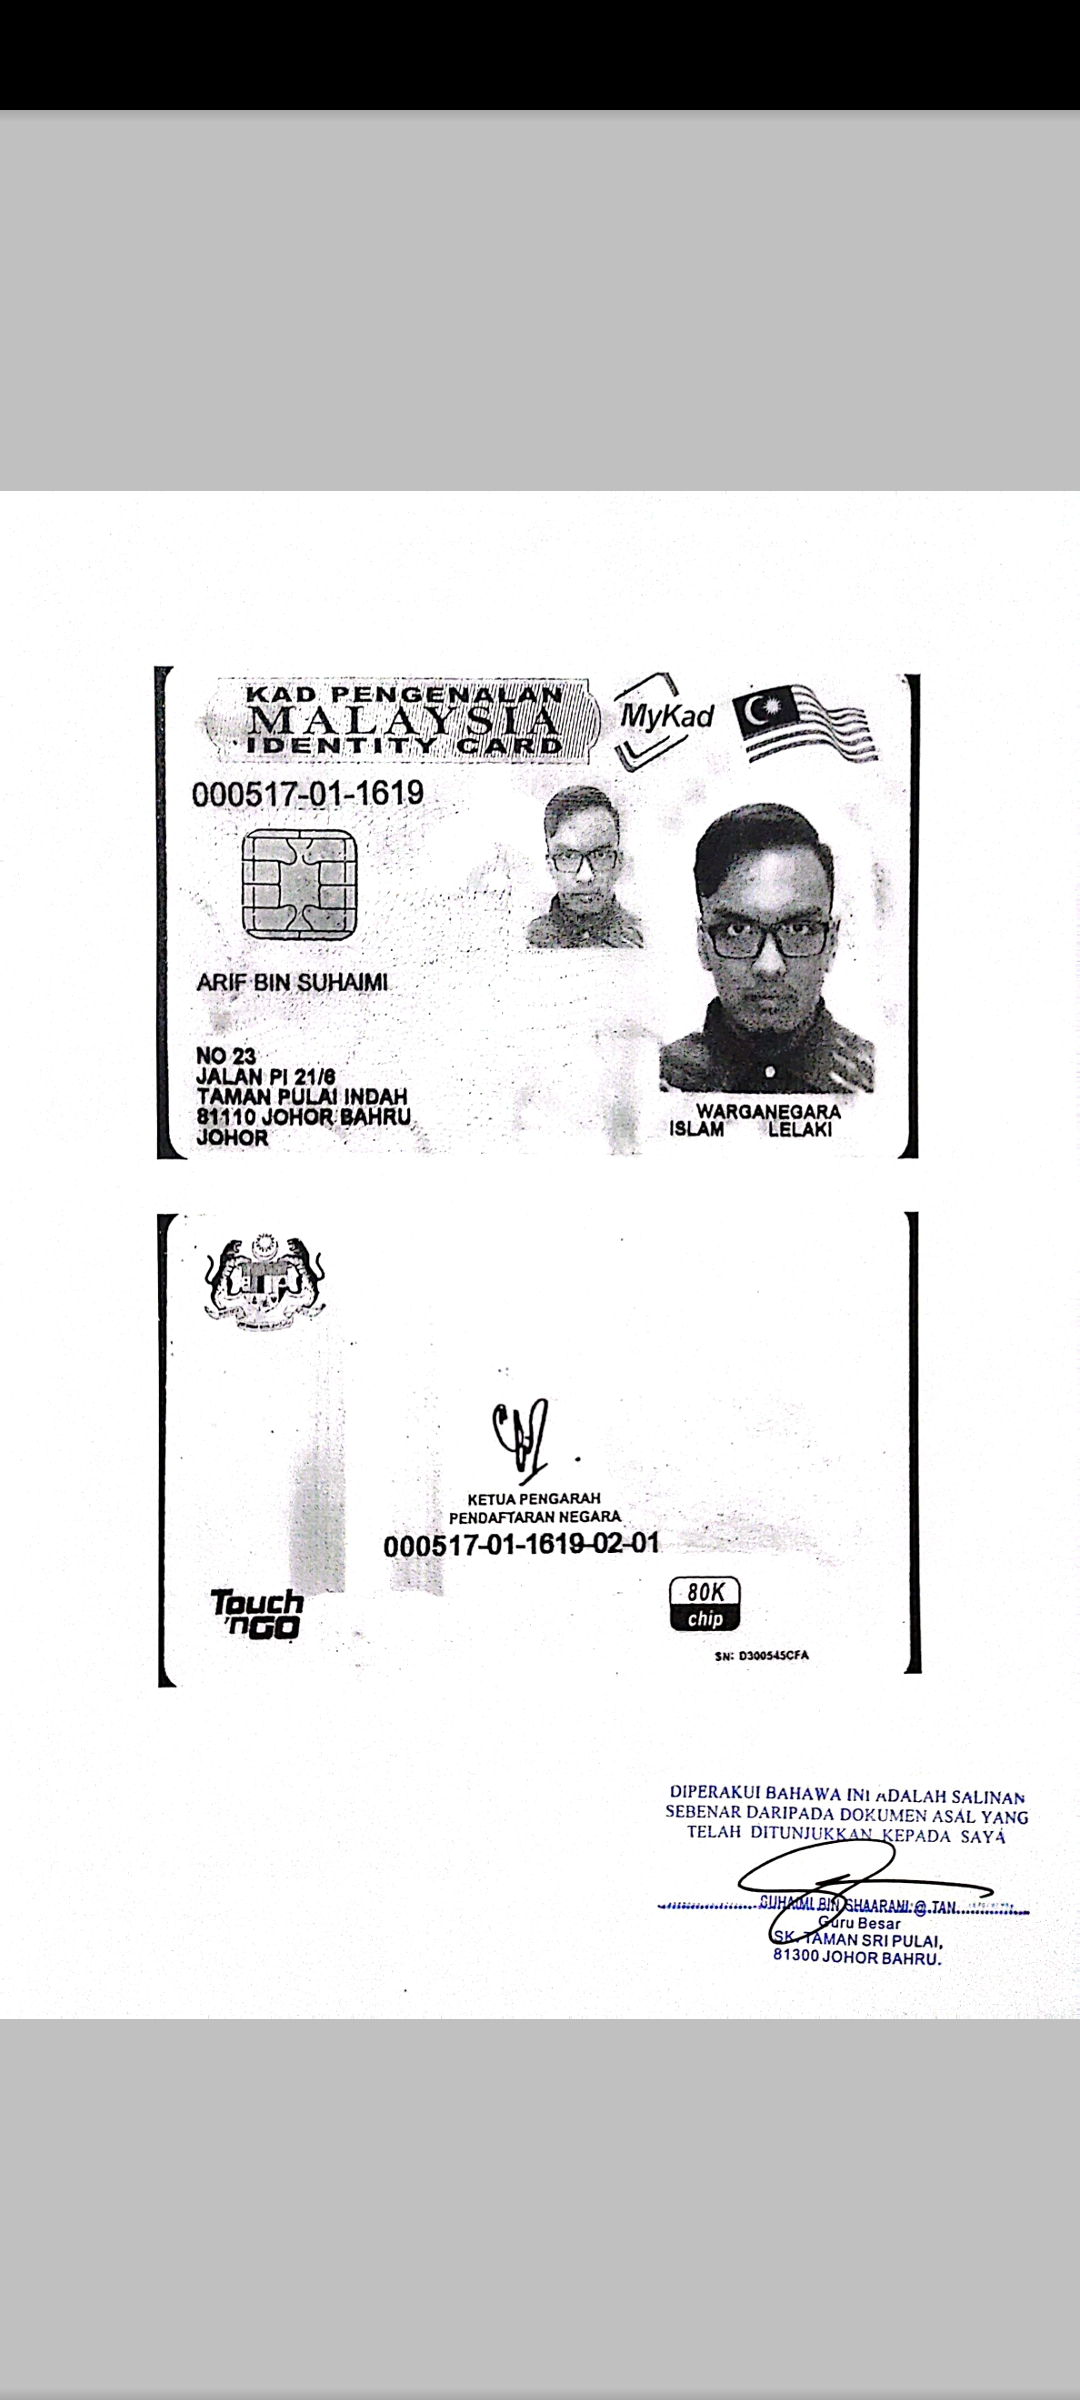 KAD PENGENALAN
MALAYSIA
IDENTITY CARD
MyKad
000517-01-1619
ARIF BIN SUHAIMI
NO 23
JALAN PI 21/6
TAMAN PULAI INDAH
81110 JOHOR BAHRU
JOHOR
WARGANEGARA
ISLAM LELAKI
KETUA PENGARAH
PENDAFTARAN NEGARA
000517-01-1619-02-01
Touch
'nGO
80K
chip
SN: D300545CFA
DIPERAKUI BAHAWA INI ADALAH SALINAN
SEBENAR DARIPADA DOKUMEN ASAL YANG
TELAH DITUNJUKKAN KEPADA SAYA
SUHAIMI BIN SHAARANI @ TAN
Guru Besar
SK. TAMAN SRI PULAI,
81300 JOHOR BAHRU.